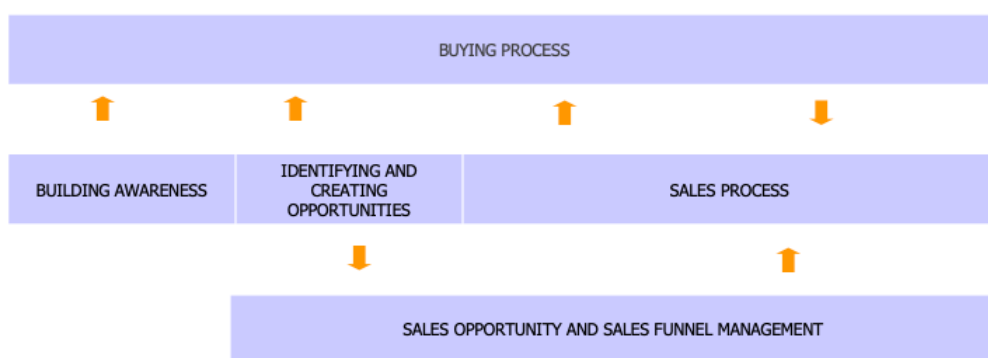 BUYING PROCESS
BUILDING AWARENESS
IDENTIFYING AND
CREATING
OPPORTUNITIES
SALES PROCESS
SALES OPPORTUNITY AND SALES FUNNEL MANAGEMENT